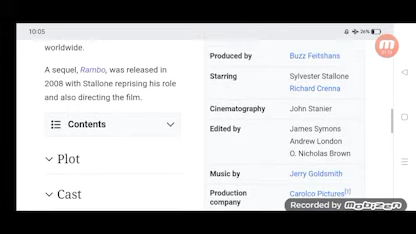 10:05
26%
worldwide.
A sequel, Rambo, was released in
2008 with Stallone reprising his role
and also directing the film.
Contents
Plot
Cast
Produced by Buzz Feitshans
Starring Sylvester Stallone
Richard Crenna
Cinematography John Stanier
Edited by James Symons
Andrew London
O. Nicholas Brown
Music by Jerry Goldsmith
Production Carolco Pictures[1]
company
Recorded by Mobizen